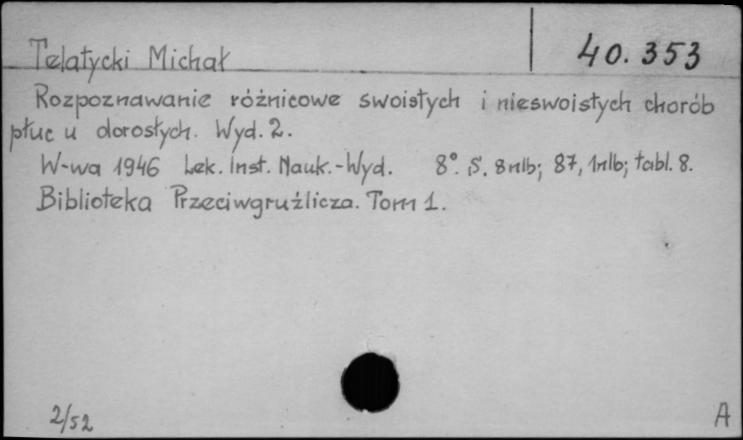 Telatycki Michał
40.353
Rozpoznawanie różnicowe swoistych i nieswoistych chorób
płuc u dorosłych. Wyd. 2.
W-wa 1946 Lek. Inst. Nauk.-Wyd. 8°. S. 8nlb; 87, 1nlb; tabl. 8.
Biblioteka Przeciwgruźlicza. Tom 1.
2/52
A